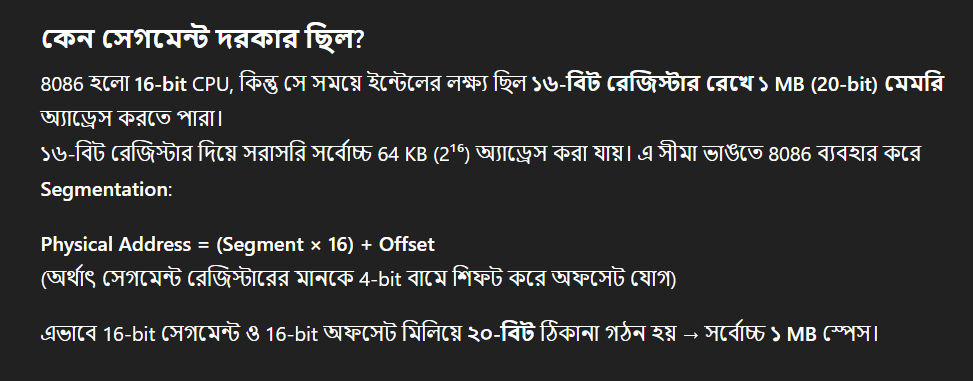 কেন সেগমেন্ট দরকার ছিল?
8086 হলো 16-bit CPU, কিন্তু সে সময়ে ইন্টেলের লক্ষ্য ছিল ১৬-বিট রেজিস্টার রেখে ১ MB (20-bit) মেমরি
অ্যাড্রেস করতে পারা।
১৬-বিট রেজিস্টার দিয়ে সরাসরি সর্বোচ্চ 64 KB (2¹⁶) অ্যাড্রেস করা যায়। এ সীমা ভাঙতে 8086 ব্যবহার করে
Segmentation:
Physical Address = (Segment × 16) + Offset
(অর্থাৎ সেগমেন্ট রেজিস্টারের মানকে 4-bit বামে শিফট করে অফসেট যোগ)
এভাবে 16-bit সেগমেন্ট ও 16-bit অফসেট মিলিয়ে ২০-বিট ঠিকানা গঠন হয় → সর্বোচ্চ ১ MB স্পেস।